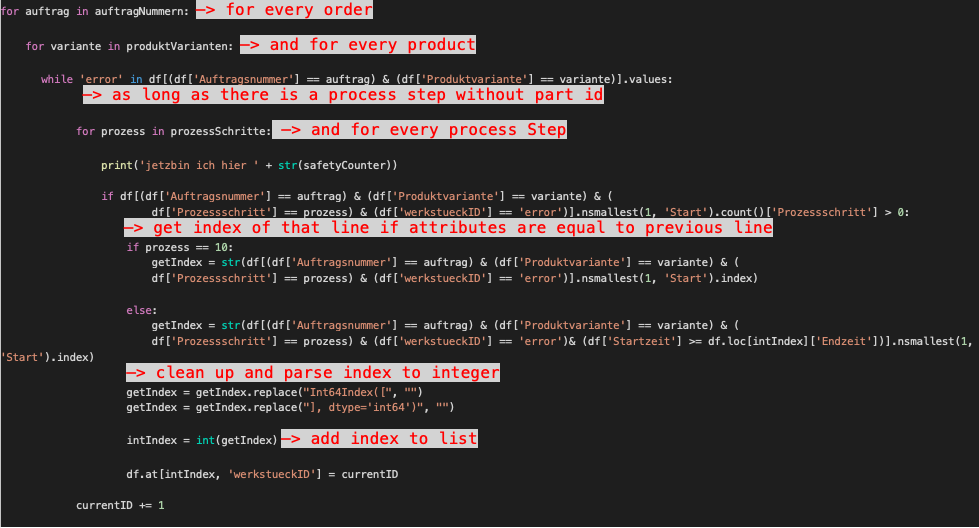 for auftrag in auftragNummern: —> for every order
for variante in produktVarianten: —> and for every product
while 'error' in df[(df['Auftragsnummer'] == auftrag) & (df['Produktvariante'] == variante)].values:
—> as long as there is a process step without part id
for prozess in prozessSchritte: —> and for every process Step
print('jetzbin ich hier ' + str(safetyCounter))
if df[(df['Auftragsnummer'] == auftrag) & (df['Produktvariante'] == variante) & (
df['Prozessschritt'] == prozess) & (df['werkstueckID'] == 'error')].nsmallest(1, 'Start').count()['Prozessschritt'] > 0:
—> get index of that line if attributes are equal to previous line
if prozess == 10:
getIndex = str(df[(df['Auftragsnummer'] == auftrag) & (df['Produktvariante'] == variante) & (
df['Prozessschritt'] == prozess) & (df['werkstueckID'] == 'error')].nsmallest(1, 'Start').index)
else:
getIndex = str(df[(df['Auftragsnummer'] == auftrag) & (df['Produktvariante'] == variante) & (
df['Prozessschritt'] == prozess) & (df['werkstueckID'] == 'error')& (df['Startzeit'] >= df.loc[intIndex]['Endzeit'])].nsmallest(1,
'Start').index)
—> clean up and parse index to integer
getIndex = getIndex.replace("Int64Index([", "")
getIndex = getIndex.replace("], dtype='int64')", "")
intIndex = int(getIndex) —> add index to list
df.at[intIndex, 'werkstueckID'] = currentID
currentID += 1